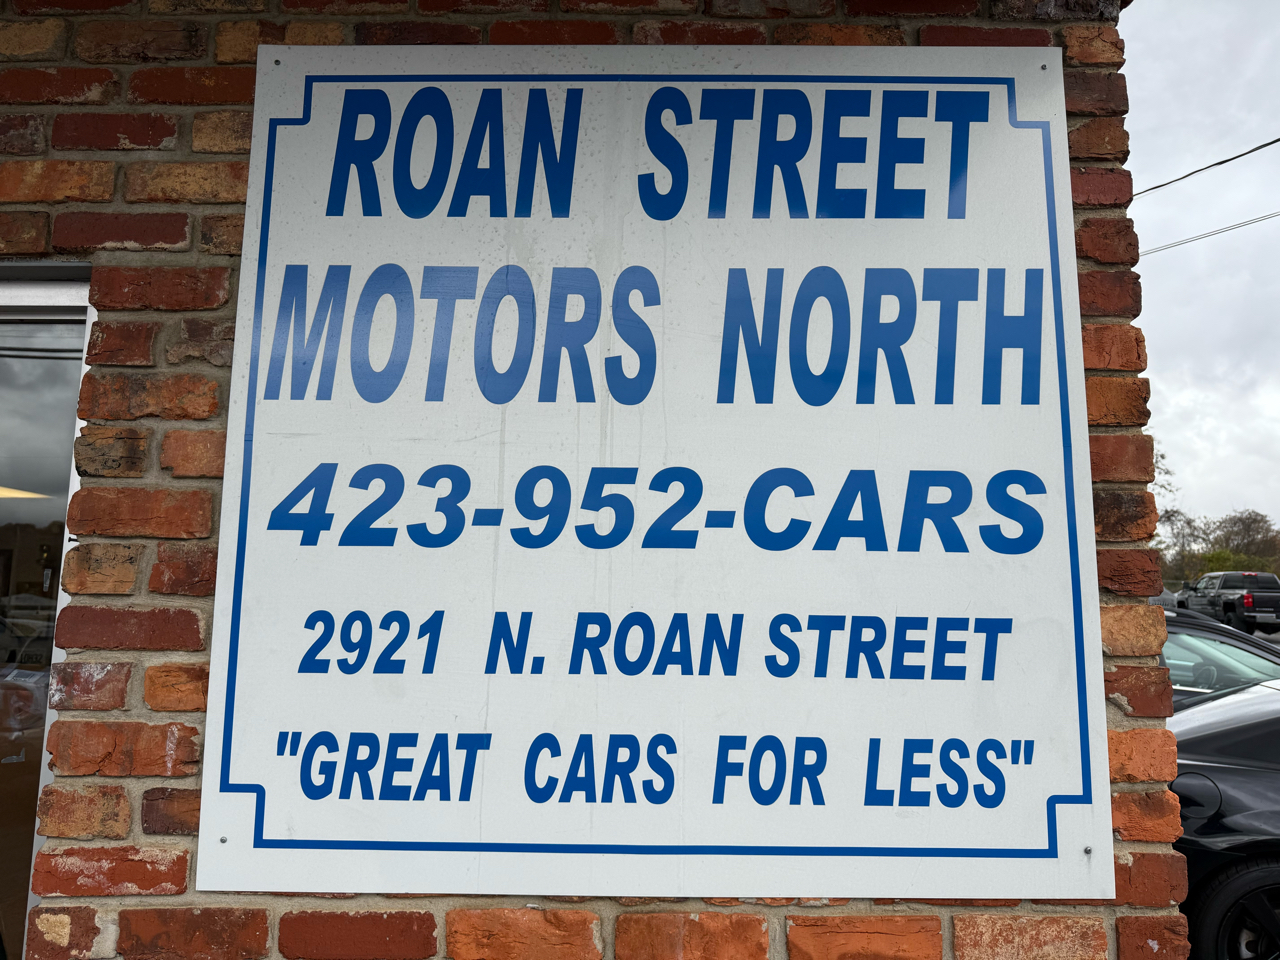 ROAN STREET
MOTORS NORTH
423-952-CARS
2921 N. ROAN STREET
"GREAT CARS FOR LESS"